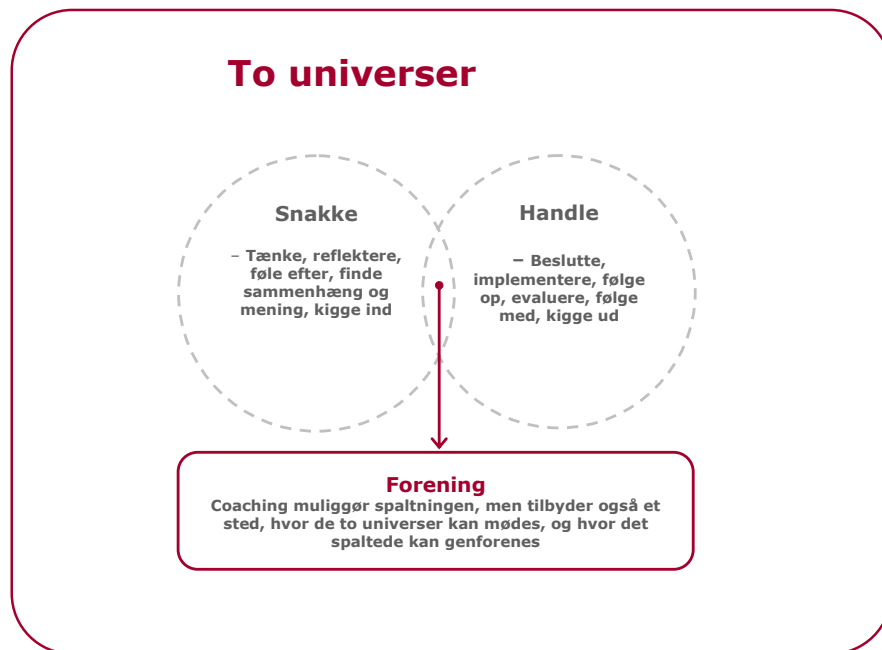 To universer
Snakke
– Tænke, reflektere,
føle efter, finde
sammenhæng og
mening, kigge ind
Handle
– Beslutte,
implementere, følge
op, evaluere, følge
med, kigge ud
Forening
Coaching muliggør spaltningen, men tilbyder også et
sted, hvor de to universer kan mødes, og hvor det
spaltede kan genforenes